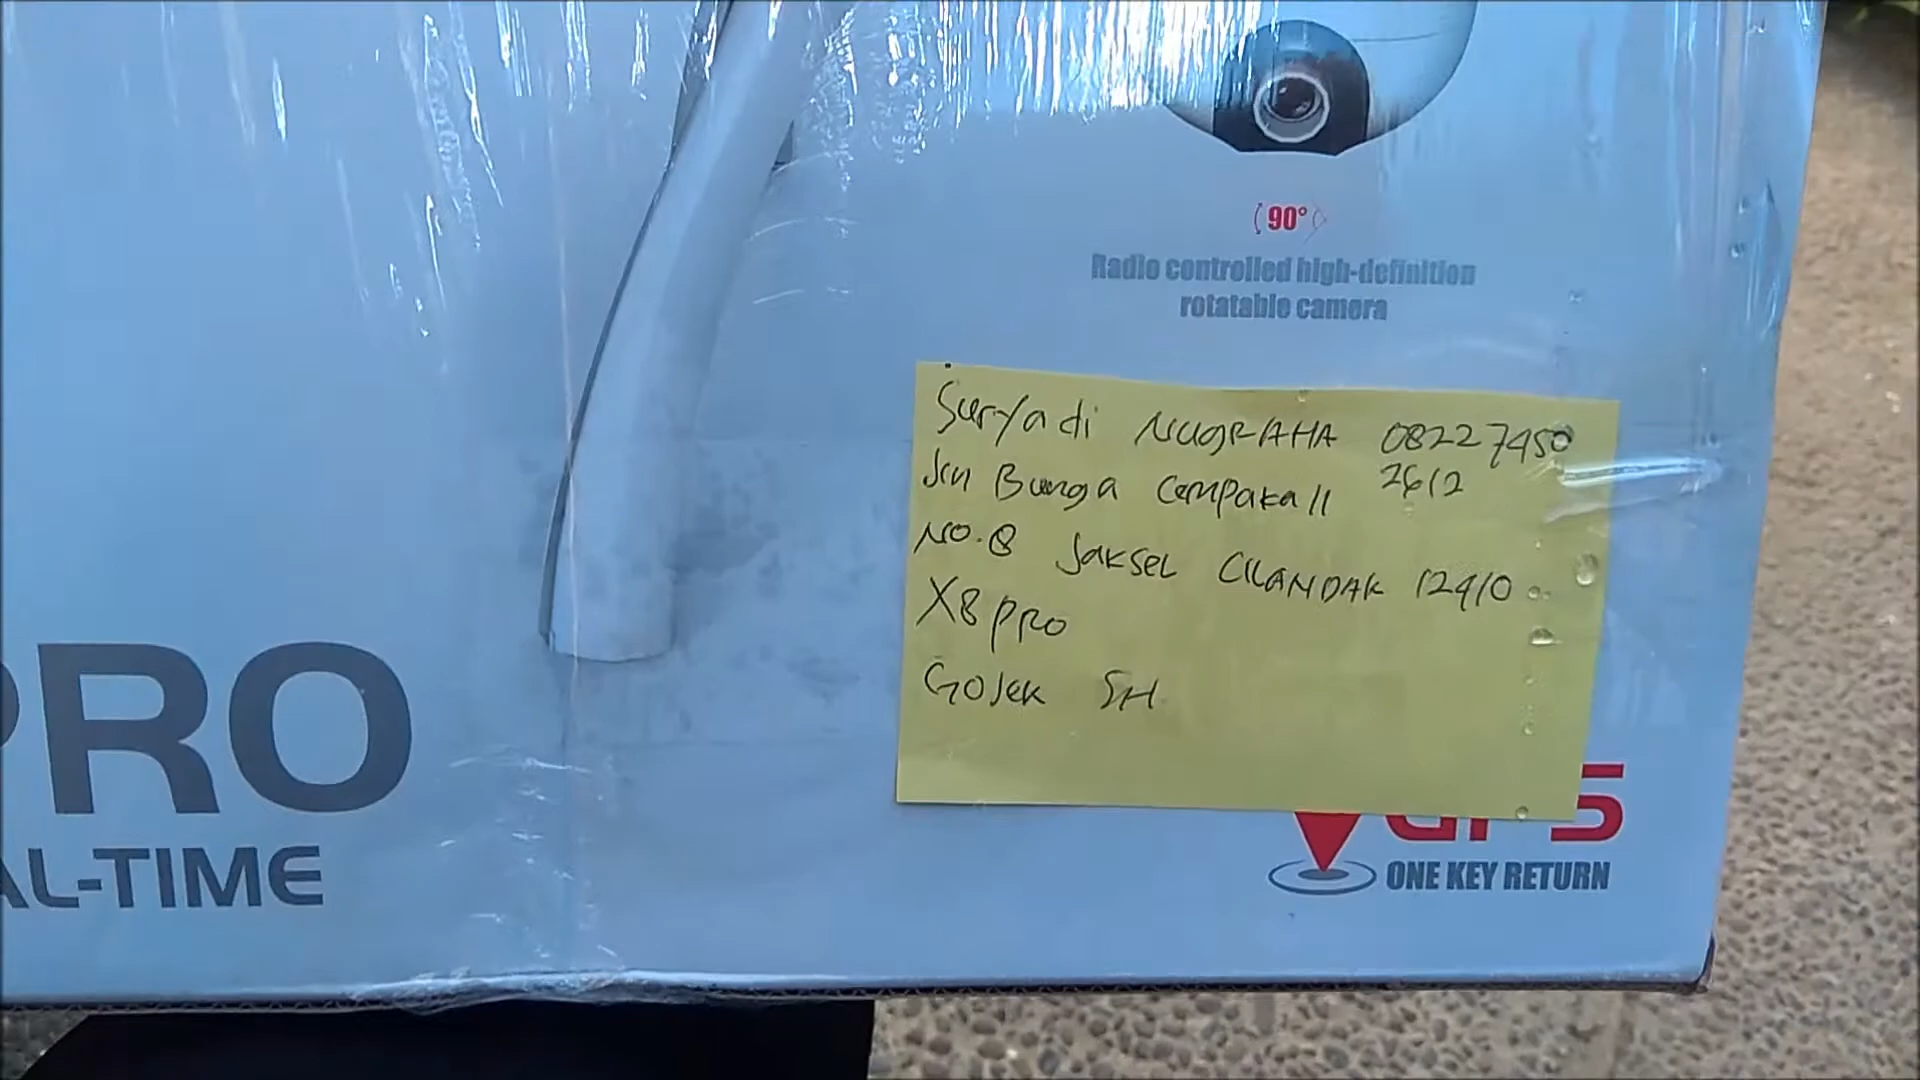 (90°)
Radio controlled high-definition
rotatable camera
Suryadi NUGRAHA 08227450
Jln Bunga Cempaka II 2612
NO.8 Jaksel CILANDAK 12410
X8 PRO
GOJEK SH
PRO
AL-TIME
GPS
ONE KEY RETURN